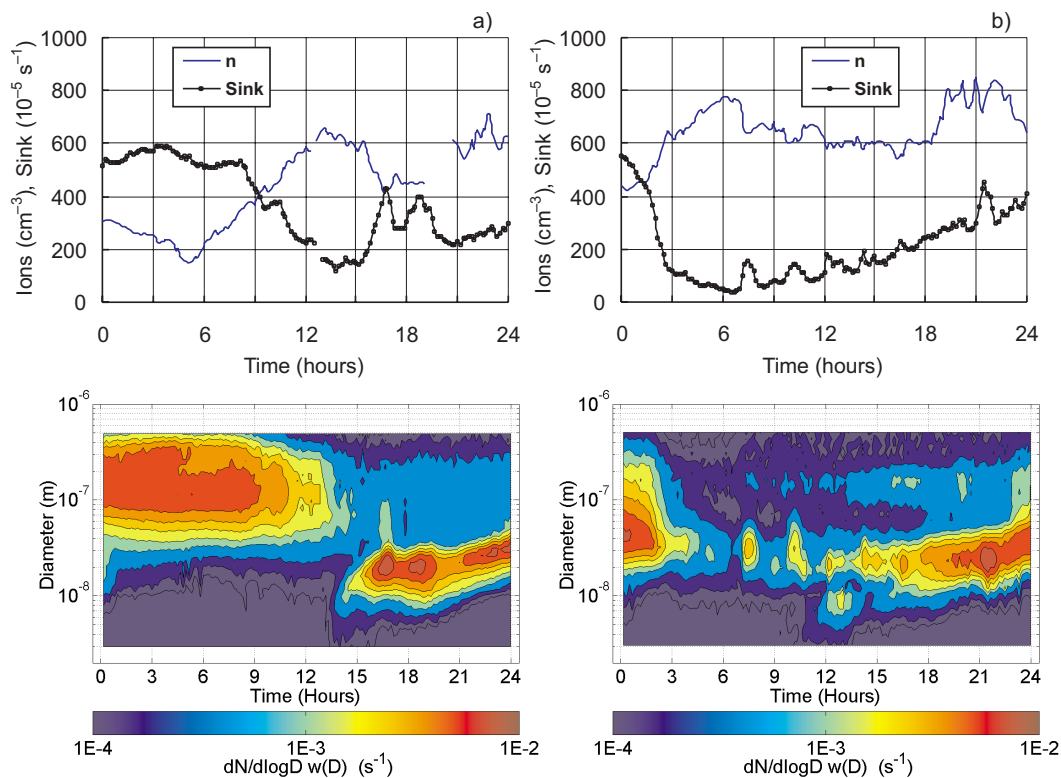 a)
Ions (cm⁻³), Sink (10⁻⁵ s⁻¹)
1000
800
600
400
200
0
n
Sink
0 6 12 18 24
Time (hours)
b)
Ions (cm⁻³), Sink (10⁻⁵ s⁻¹)
1000
800
600
400
200
0
n
Sink
0 6 12 18 24
Time (hours)
Diameter (m)
10⁻⁶
10⁻⁷
10⁻⁸
0 3 6 9 12 15 18 21 24
Time (Hours)
1E-4 1E-3 1E-2
dN/dlogD w(D) (s⁻¹)
Diameter (m)
10⁻⁶
10⁻⁷
10⁻⁸
0 3 6 9 12 15 18 21 24
Time (Hours)
1E-4 1E-3 1E-2
dN/dlogD w(D) (s⁻¹)